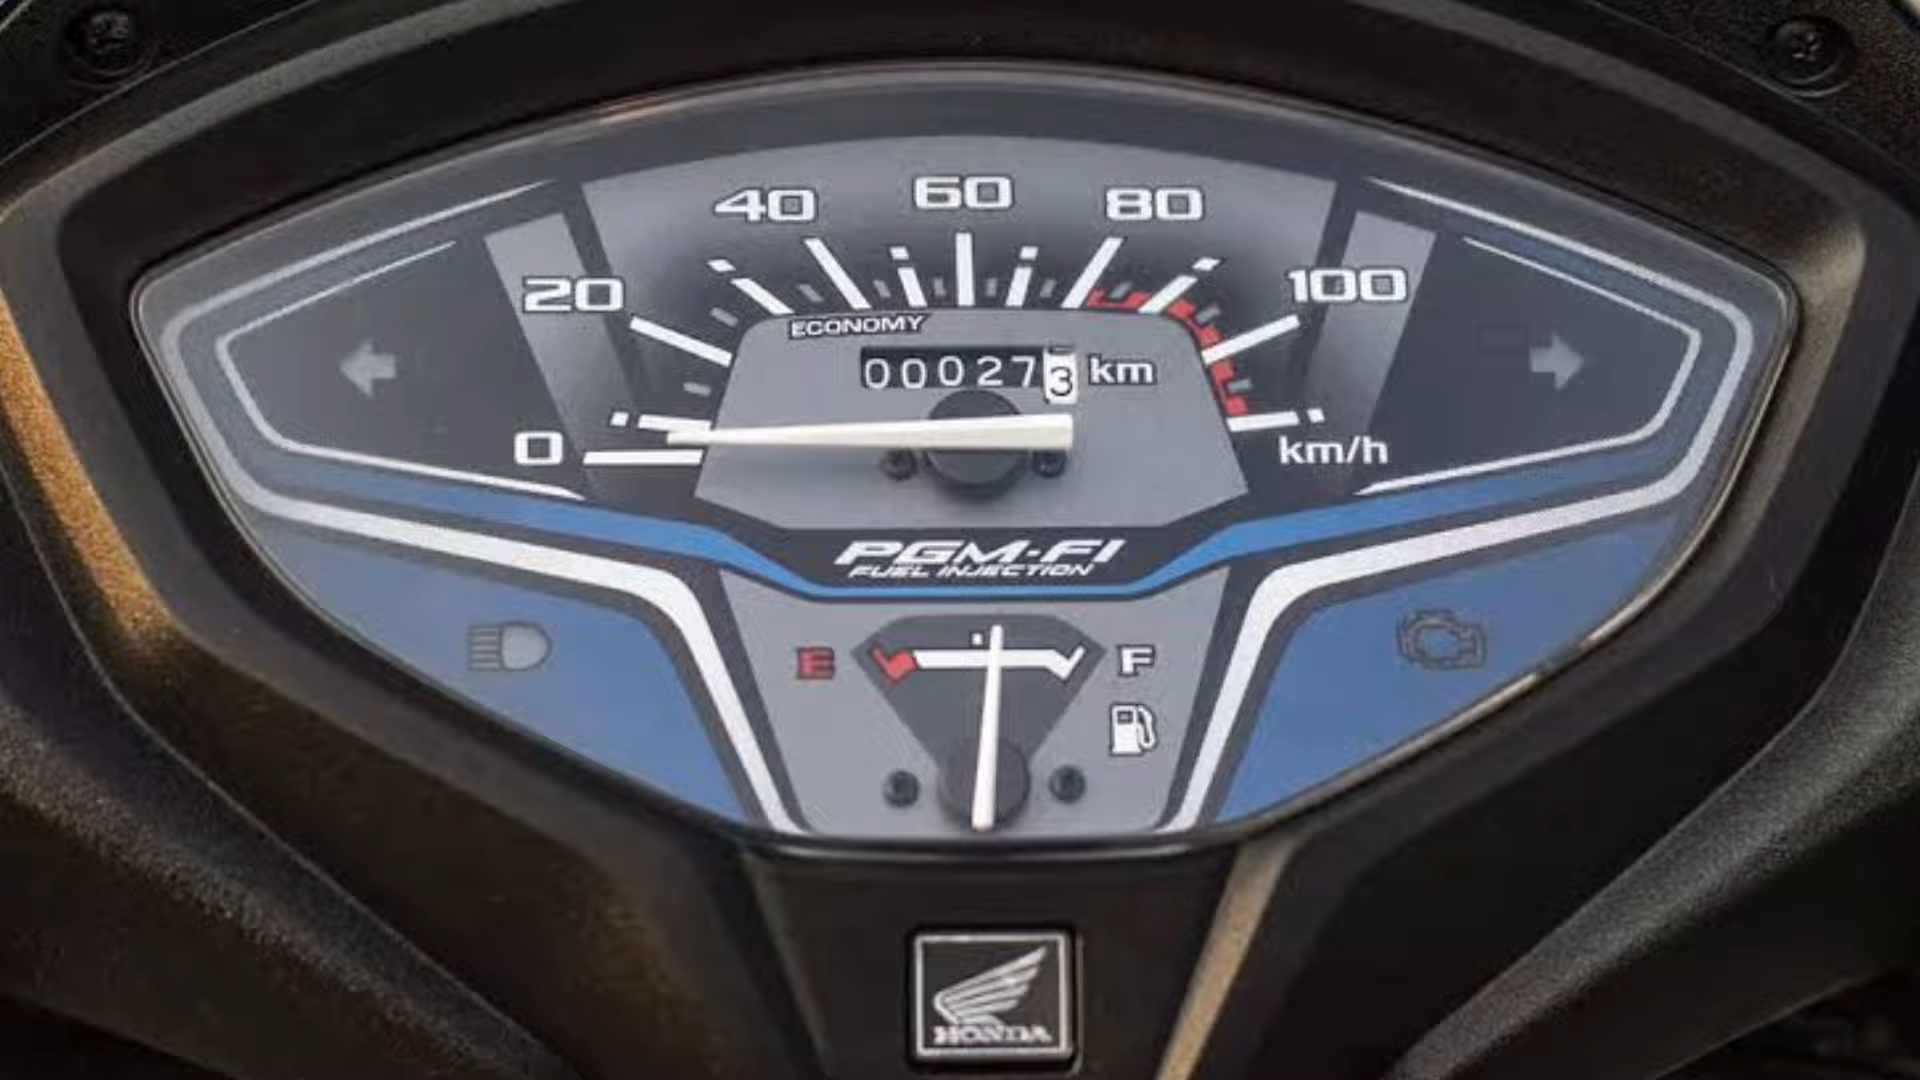 40 60 80
20 100
ECONOMY
000273 km
0 km/h
PGM-FI
FUEL INJECTION
E F
HONDA